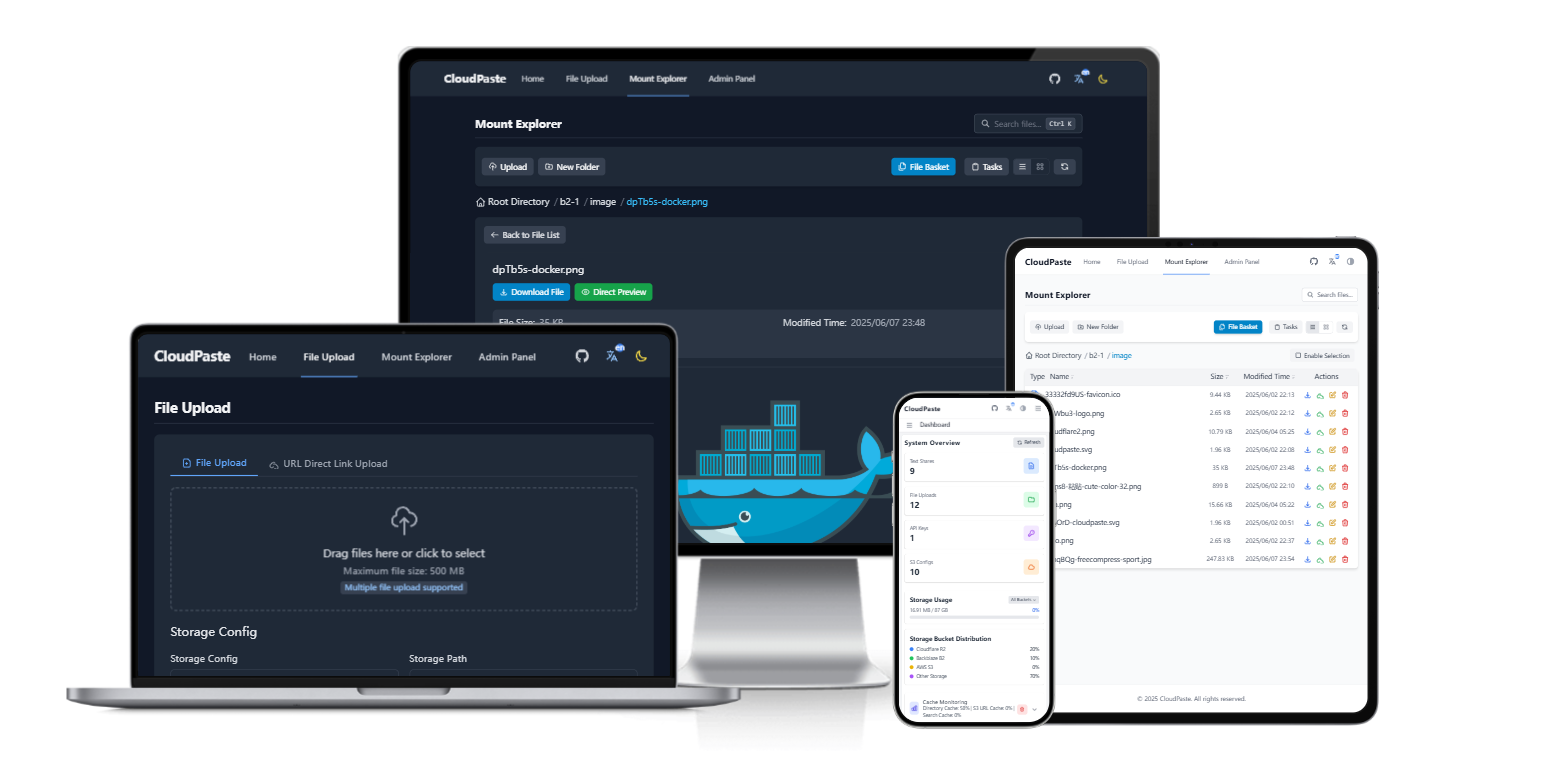 CloudPaste Home File Upload Mount Explorer Admin Panel en
Mount Explorer Search files... Ctrl K
Upload New Folder File Basket Tasks
Root Directory / b2-1 / image / dpTb5s-docker.png
← Back to File List
dpTb5s-docker.png
Download File Direct Preview
File Size: 35 KB Modified Time: 2025/06/07 23:48
CloudPaste Home File Upload Mount Explorer Admin Panel en
File Upload
File Upload URL Direct Link Upload
Drag files here or click to select
Maximum file size: 500 MB
Multiple file upload supported
Storage Config
Storage Config Storage Path
CloudPaste
Dashboard
System Overview Refresh
Text Shares
9
File Uploads
12
API Keys
1
S3 Configs
10
Storage Usage All Buckets
16.91 MB / 87 GB 0%
Storage Bucket Distribution
Cloudflare R2 20%
Backblaze B2 10%
AWS S3 0%
Other Storage 70%
Cache Monitoring
Directory Cache: 58% | S3 URL Cache: 0% |
Search Cache: 0%
CloudPaste Home File Upload Mount Explorer Admin Panel
Mount Explorer Search files...
Upload New Folder File Basket Tasks
Root Directory / b2-1 / image Enable Selection
Type Name Size Modified Time Actions
33332fd9US-favicon.ico 9.44 KB 2025/06/02 22:13
Wbu3-logo.png 2.65 KB 2025/06/02 22:12
udflare2.png 10.79 KB 2025/06/04 05:25
udpaste.svg 1.96 KB 2025/06/02 22:08
Tb5s-docker.png 35 KB 2025/06/07 23:48
ns8-粘贴-cute-color-32.png 899 B 2025/06/02 22:10
.png 15.66 KB 2025/06/04 05:22
OrD-cloudpaste.svg 1.96 KB 2025/06/02 00:51
o.png 2.65 KB 2025/06/02 22:37
q8Qg-freecompress-sport.jpg 247.83 KB 2025/06/07 23:54
© 2025 CloudPaste. All rights reserved.